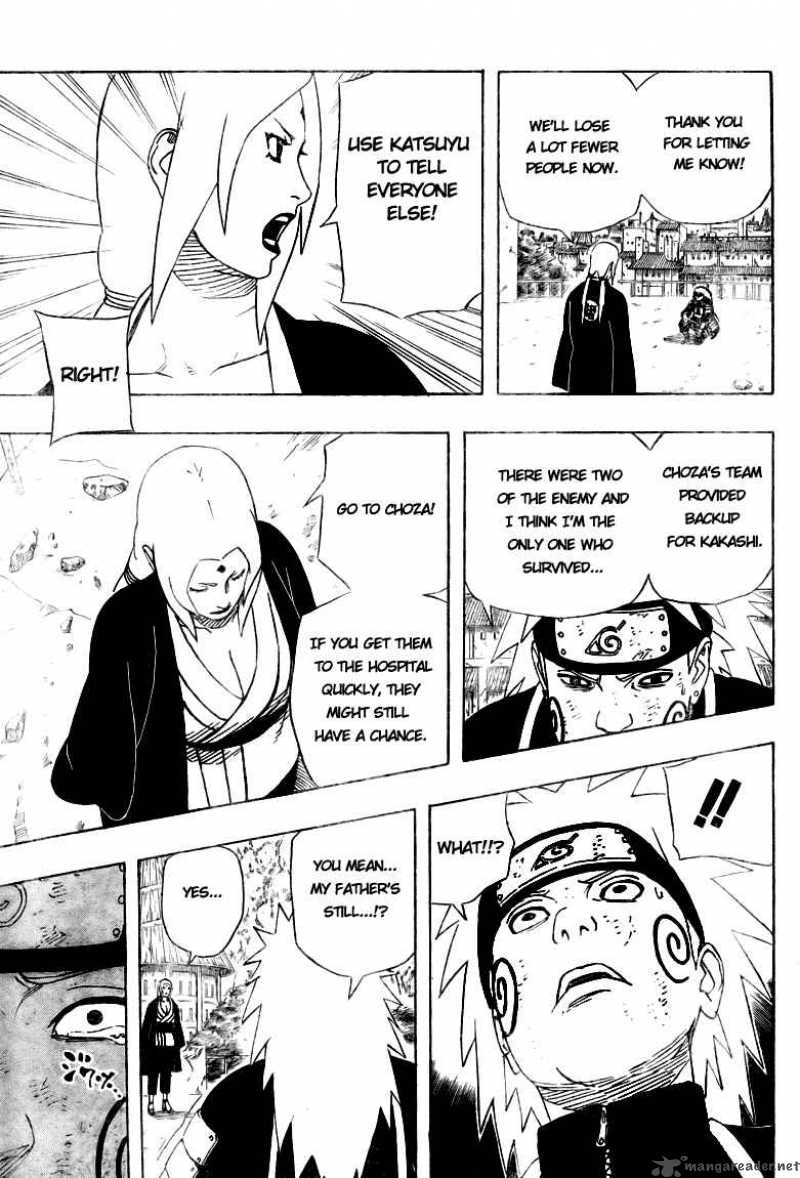 THANK YOU
FOR LETTING
ME KNOW!
WE'LL LOSE
A LOT FEWER
PEOPLE NOW.
USE KATSUYU
TO TELL
EVERYONE
ELSE!
RIGHT!
CHOZA'S TEAM
PROVIDED
BACKUP
FOR KAKASHI.
THERE WERE TWO
OF THE ENEMY AND
I THINK I'M THE
ONLY ONE WHO
SURVIVED...
GO TO CHOZA!
IF YOU GET THEM
TO THE HOSPITAL
QUICKLY, THEY
MIGHT STILL
HAVE A CHANCE.
!!
WHAT!!?
YOU MEAN...
MY FATHER'S
STILL...!?
YES...
mangareader.net